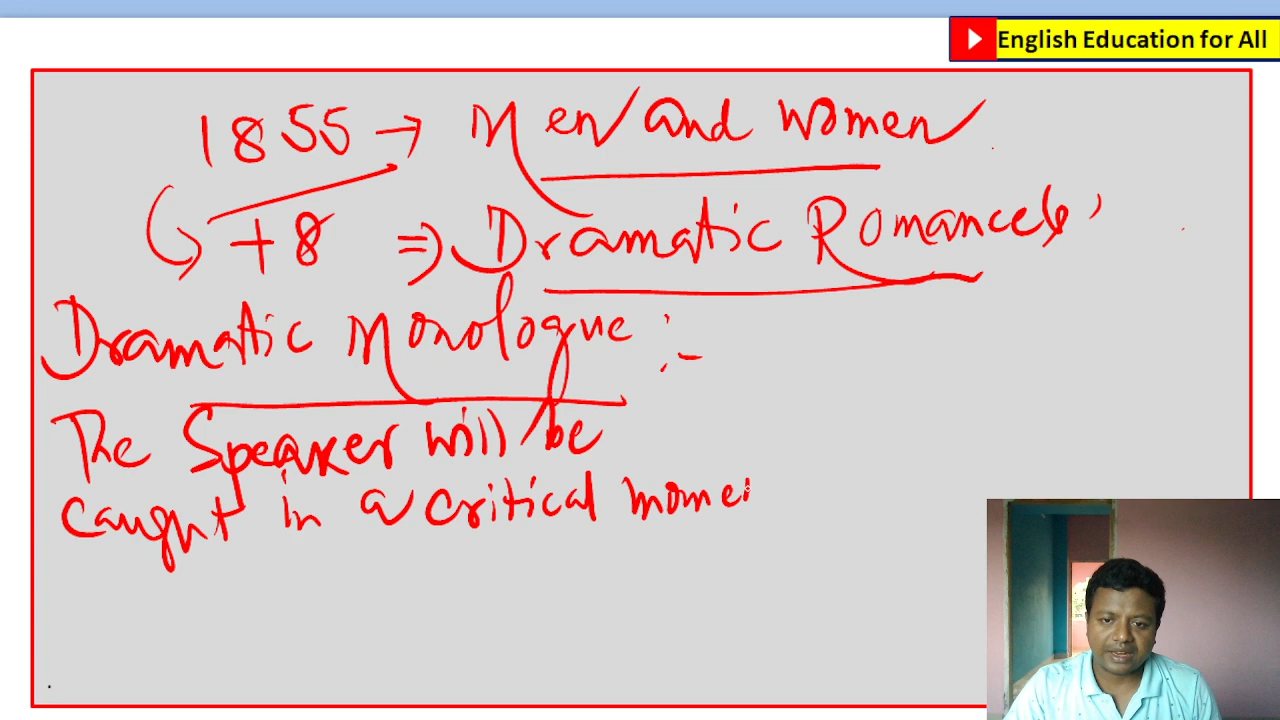 English Education for All
1855 → Men and women
+8 ⇒ Dramatic Romances,
Dramatic Monologue :-
The Speaker will be
caught in a critical mome